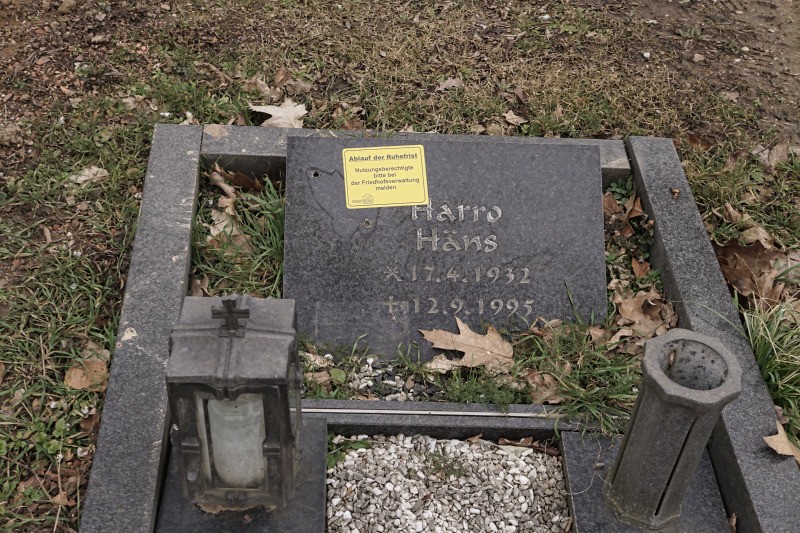 Ablauf der Ruhefrist
Nutzungsberechtigte
bitte bei
der Friedhofsverwaltung
melden
Harro
Häns
* 17.4.1932
† 12.9.1995